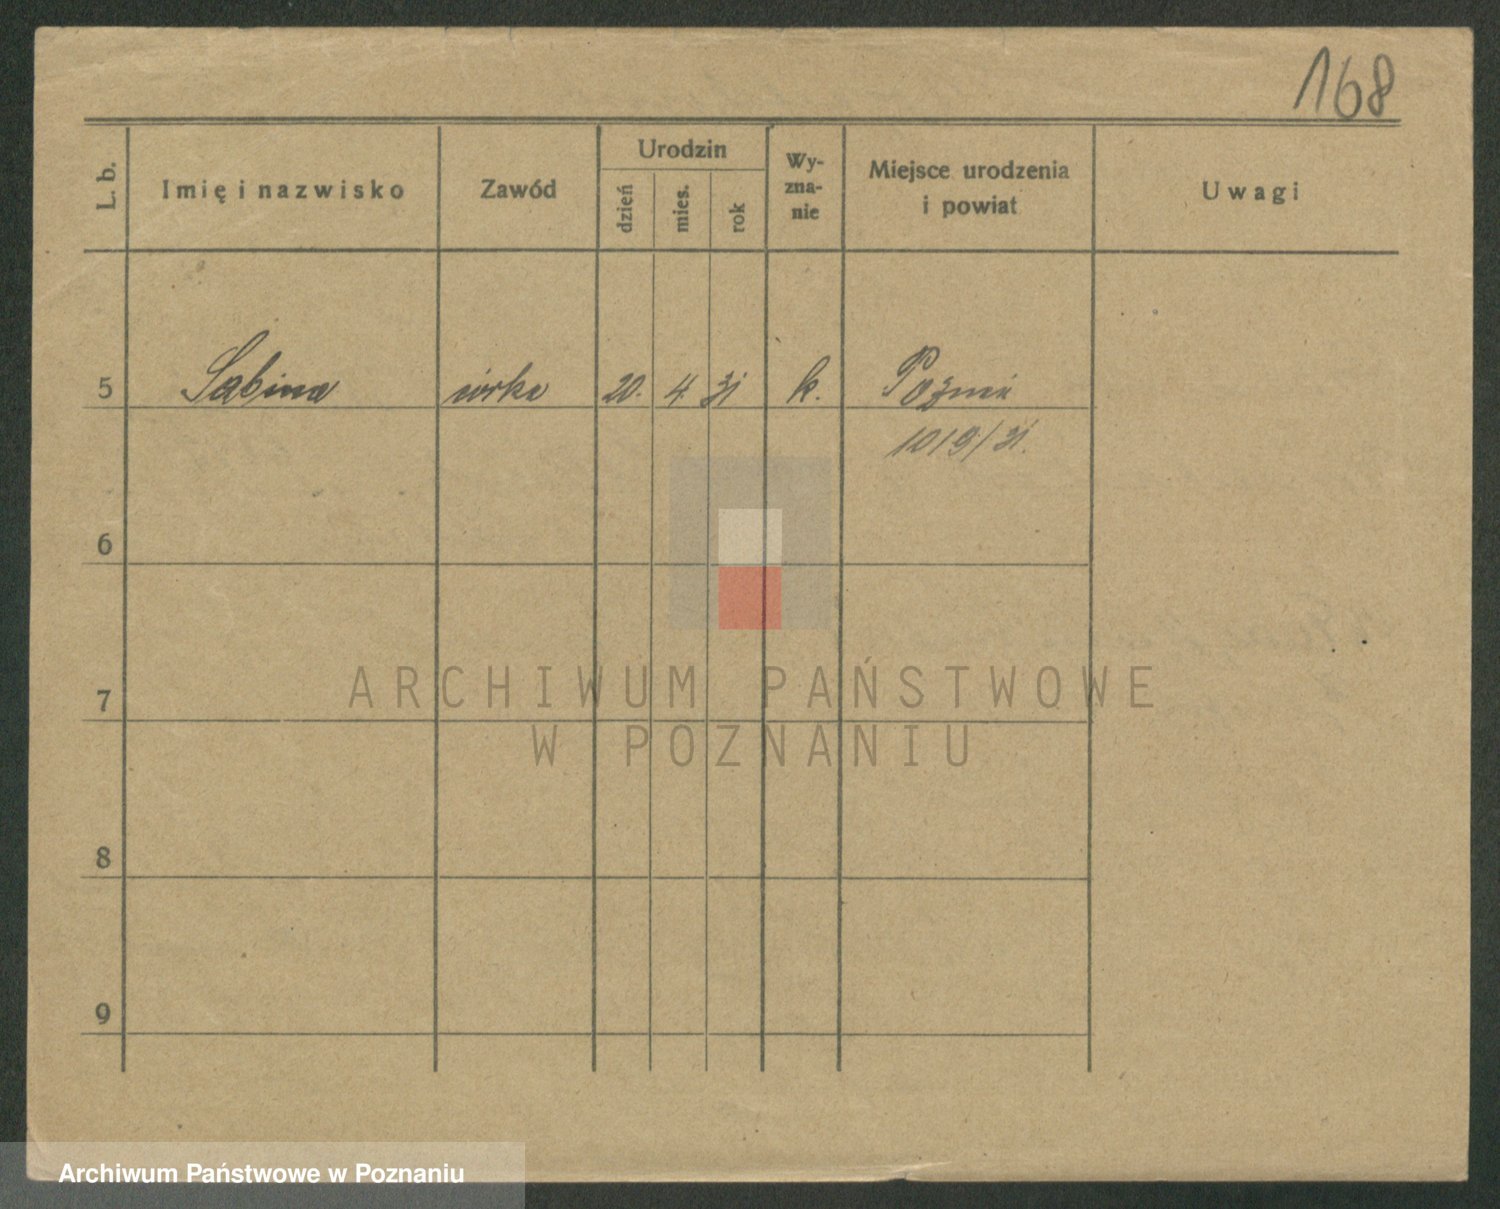 168
L. b. Imię i nazwisko Zawód Urodzin dzień mies. rok Wy-zna-nie Miejsce urodzenia i powiat Uwagi
5 Sabina córka 20. 4. 31 k. Poznań
1019/31.
6
7
8
9
ARCHIWUM PAŃSTWOWE
W POZNANIU
Archiwum Państwowe w Poznaniu